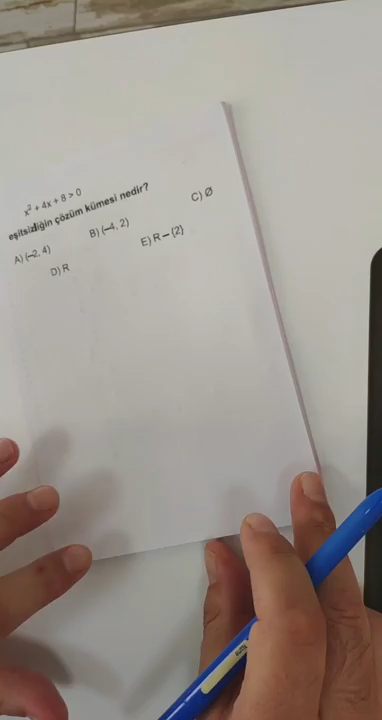 x² + 4x + 8 > 0
eşitsizliğin çözüm kümesi nedir?
A) (-2, 4) B) (-4, 2) C) Ø
D) R E) R - {2}